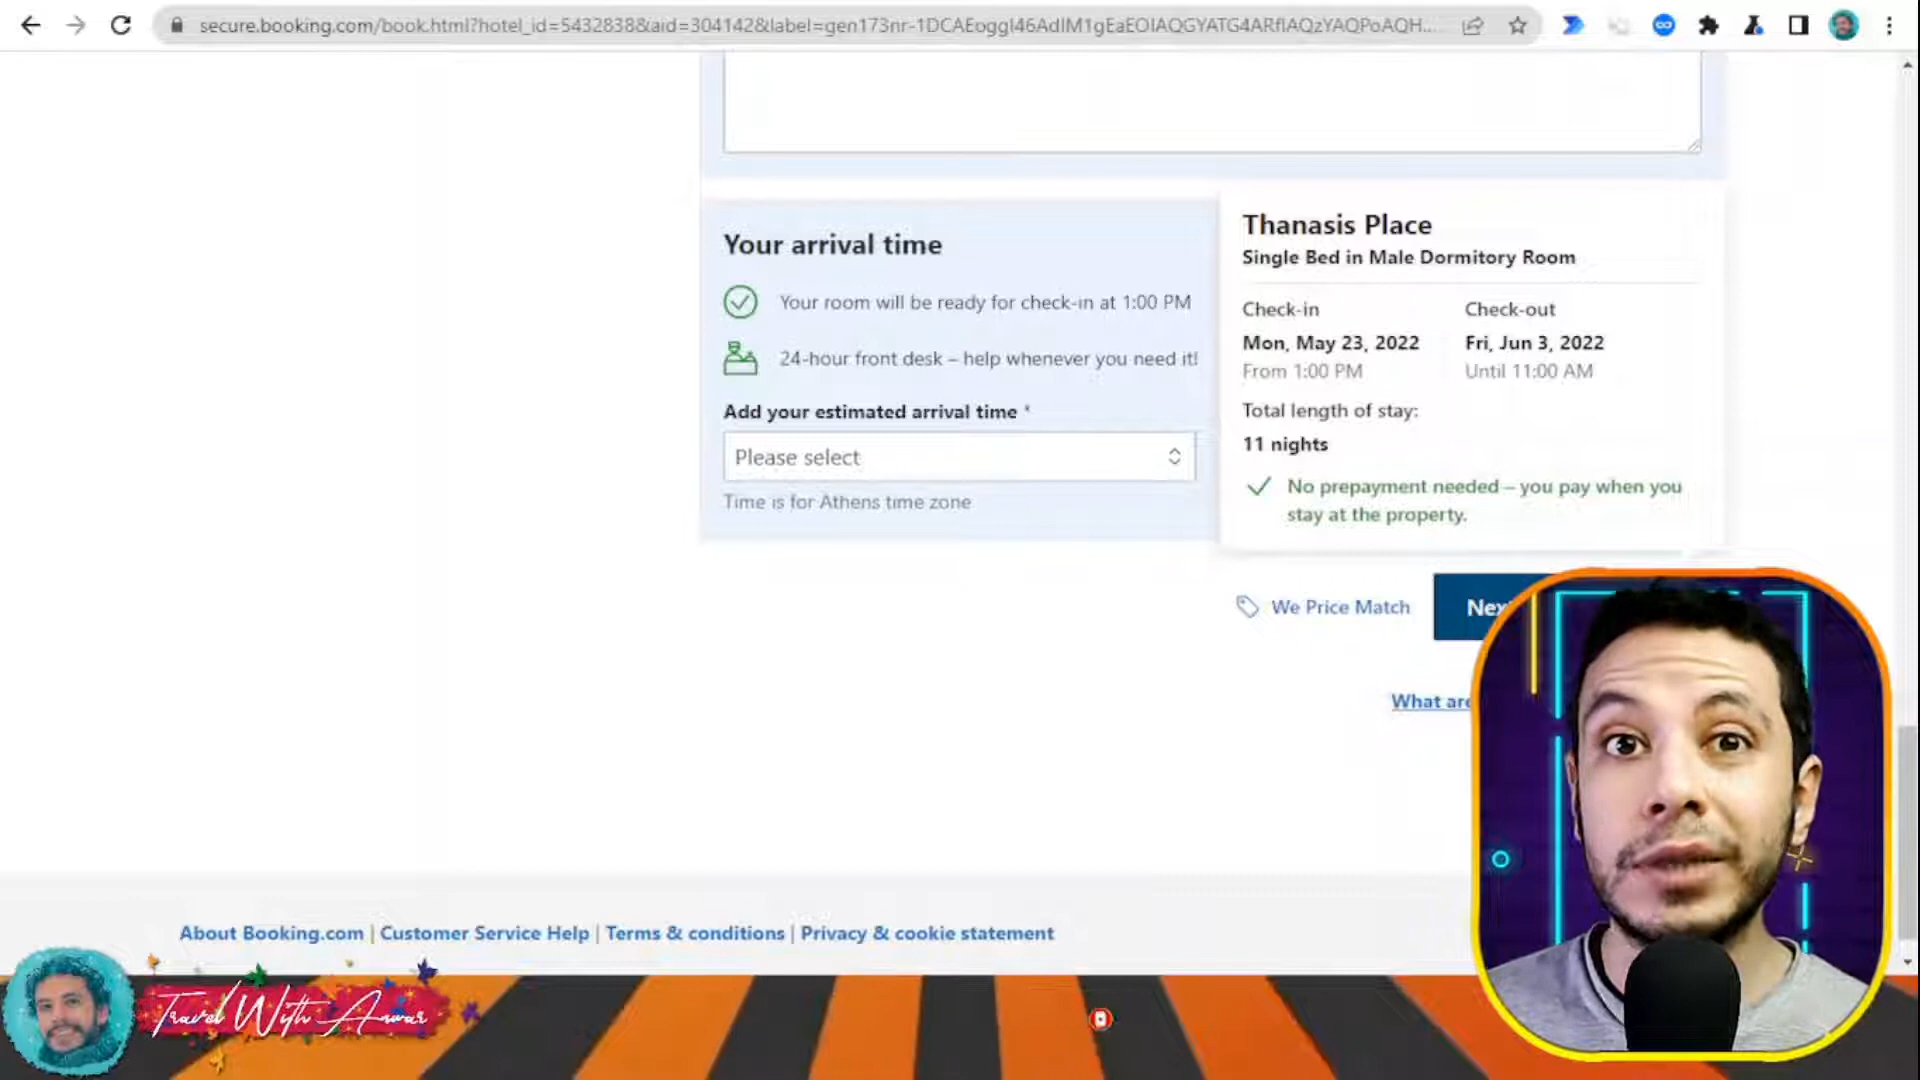 secure.booking.com/book.html?hotel_id=5432838&aid=304142&label=gen173nr-1DCAEoggI46AdIM1gEaEOIAQGYATG4ARfIAQzYAQPoAQH...
Your arrival time
Your room will be ready for check-in at 1:00 PM
24-hour front desk – help whenever you need it!
Add your estimated arrival time *
Please select
Time is for Athens time zone
Thanasis Place
Single Bed in Male Dormitory Room
Check-in
Check-out
Mon, May 23, 2022
Fri, Jun 3, 2022
From 1:00 PM
Until 11:00 AM
Total length of stay:
11 nights
No prepayment needed – you pay when you
stay at the property.
We Price Match
What are
About Booking.com | Customer Service Help | Terms & conditions | Privacy & cookie statement
Travel With Anwar